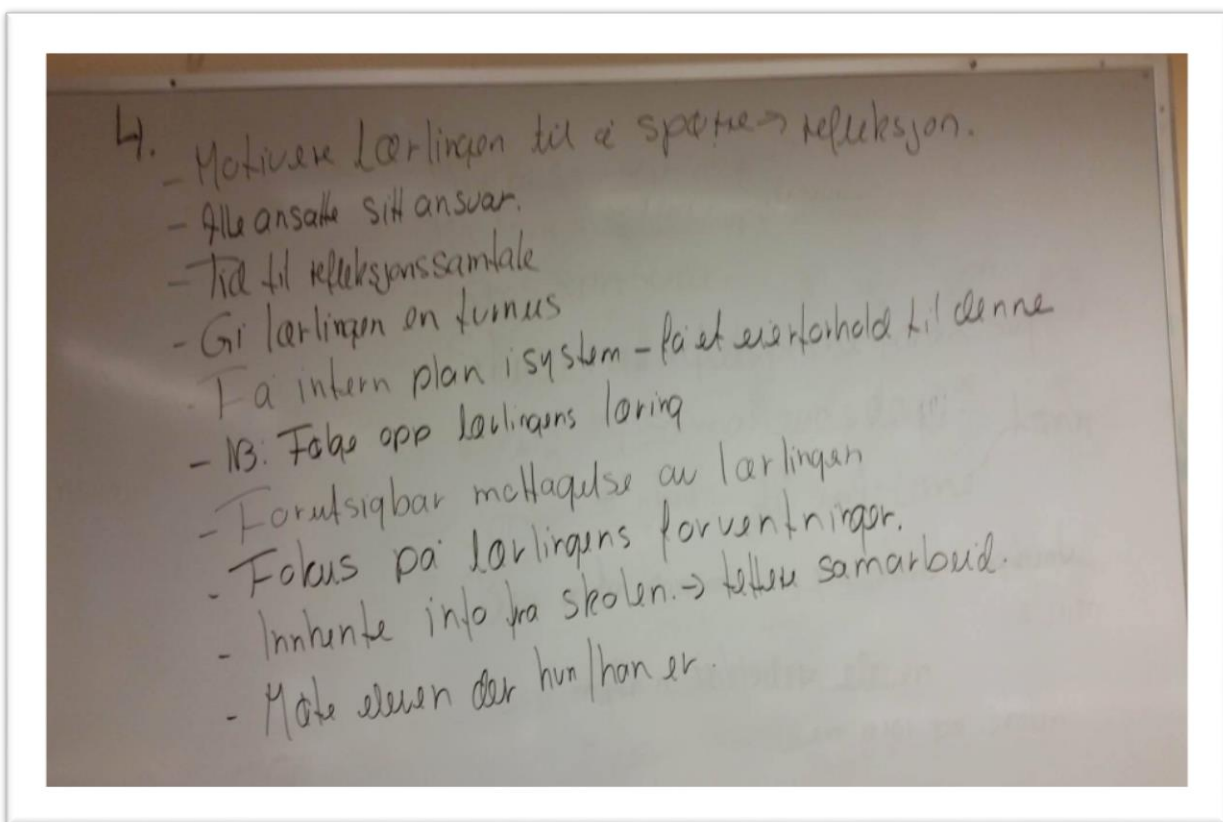 4.
- Motivere Lærlingen til å spørre → refleksjon.
- Alle ansatte sitt ansvar.
- Tid til refleksjonssamtale
- Gi lærlingen en turnus
- Få intern plan i system - få et eierforhold til denne
- NB: Følge opp lærlingens læring
- Forutsigbar mottagelse av lærlingen
- Fokus på lærlingens forventninger.
- Innhente info fra skolen. → tettere samarbeid.
- Møte eleven der hun/han er.